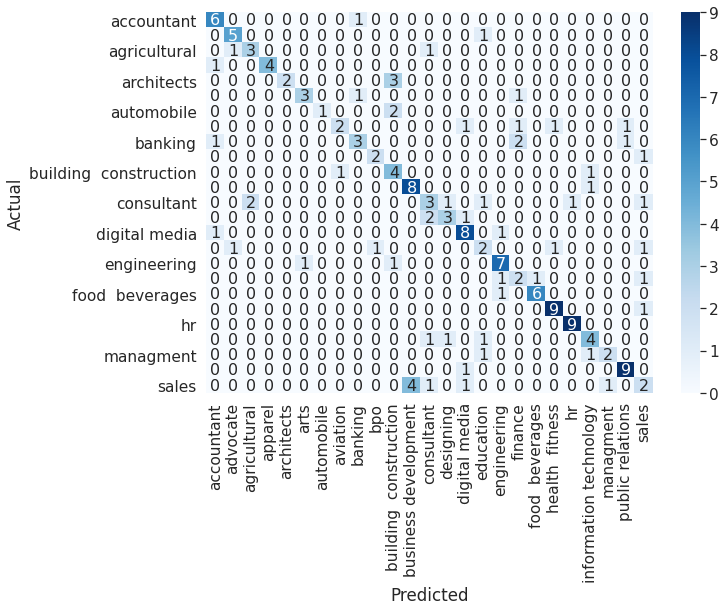 Actual
accountant 6 0 0 0 0 0 0 0 1 0 0 0 0 0 0 0 0 0 0 0 0 0 0 0 0
0 5 0 0 0 0 0 0 0 0 0 0 0 0 0 1 0 0 0 0 0 0 0 0 0
agricultural 0 1 3 0 0 0 0 0 0 0 0 0 1 0 0 0 0 0 0 0 0 0 0 0 0
1 0 0 4 0 0 0 0 0 0 0 0 0 0 0 0 0 0 0 0 0 0 0 0 0
architects 0 0 0 0 2 0 0 0 0 0 3 0 0 0 0 0 0 0 0 0 0 0 0 0 0
0 0 0 0 0 3 0 0 1 0 0 0 0 0 0 0 0 1 0 0 0 0 0 0 0
automobile 0 0 0 0 0 0 1 0 0 0 2 0 0 0 0 0 0 0 0 0 0 0 0 0 0
0 0 0 0 0 0 0 2 0 0 0 0 0 0 1 0 0 1 0 1 0 0 0 1 0
banking 1 0 0 0 0 0 0 0 3 0 0 0 0 0 0 0 0 2 0 0 0 0 0 1 0
0 0 0 0 0 0 0 0 0 2 0 0 0 0 0 0 0 0 0 0 0 0 0 0 1
building  construction 0 0 0 0 0 0 0 1 0 0 4 0 0 0 0 0 0 0 0 0 0 1 0 0 0
0 0 0 0 0 0 0 0 0 0 0 8 0 0 0 0 0 0 0 0 0 1 0 0 0
consultant 0 0 2 0 0 0 0 0 0 0 0 0 3 1 0 1 0 0 0 0 1 0 0 0 1
0 0 0 0 0 0 0 0 0 0 0 0 2 3 1 0 0 0 0 0 0 0 0 0 0
digital media 1 0 0 0 0 0 0 0 0 0 0 0 0 0 8 0 1 0 0 0 0 0 0 0 0
0 1 0 0 0 0 0 0 0 1 0 0 0 0 0 2 0 0 0 1 0 0 0 0 1
engineering 0 0 0 0 0 1 0 0 0 0 1 0 0 0 0 0 7 0 0 0 0 0 0 0 0
0 0 0 0 0 0 0 0 0 0 0 0 0 0 0 0 1 2 1 0 0 0 0 0 1
food  beverages 0 0 0 0 0 0 0 0 0 0 0 0 0 0 0 0 1 0 6 0 0 0 0 0 0
0 0 0 0 0 0 0 0 0 0 0 0 0 0 0 0 0 0 0 9 0 0 0 0 1
hr 0 0 0 0 0 0 0 0 0 0 0 0 0 0 0 0 0 0 0 0 9 0 0 0 0
0 0 0 0 0 0 0 0 0 0 0 0 1 1 0 1 0 0 0 0 0 4 0 0 0
managment 0 0 0 0 0 0 0 0 0 0 0 0 0 0 0 1 0 0 0 0 0 1 2 0 0
0 0 0 0 0 0 0 0 0 0 0 0 0 0 1 0 0 0 0 0 0 0 0 9 0
sales 0 0 0 0 0 0 0 0 0 0 0 4 1 0 1 0 0 0 0 0 0 0 1 0 2
accountant
advocate
agricultural
apparel
architects
arts
automobile
aviation
banking
bpo
building  construction
business development
consultant
designing
digital media
education
engineering
finance
food  beverages
health  fitness
hr
information technology
managment
public relations
sales
Predicted
9
8
7
6
5
4
3
2
1
0